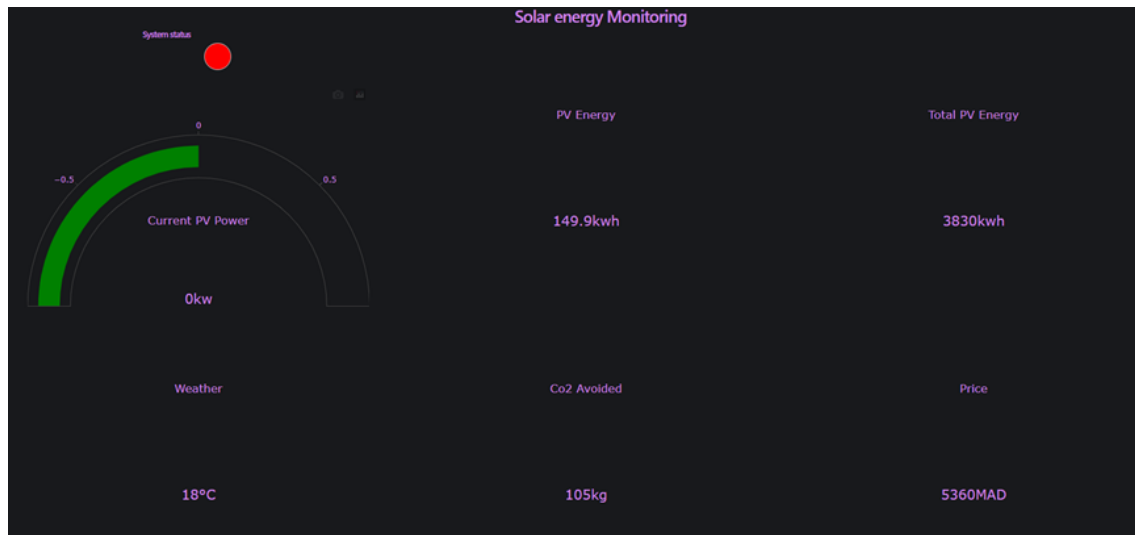 Solar energy Monitoring
System status
0
−0.5
0.5
Current PV Power
0kw
PV Energy
149.9kwh
Total PV Energy
3830kwh
Weather
18°C
Co2 Avoided
105kg
Price
5360MAD